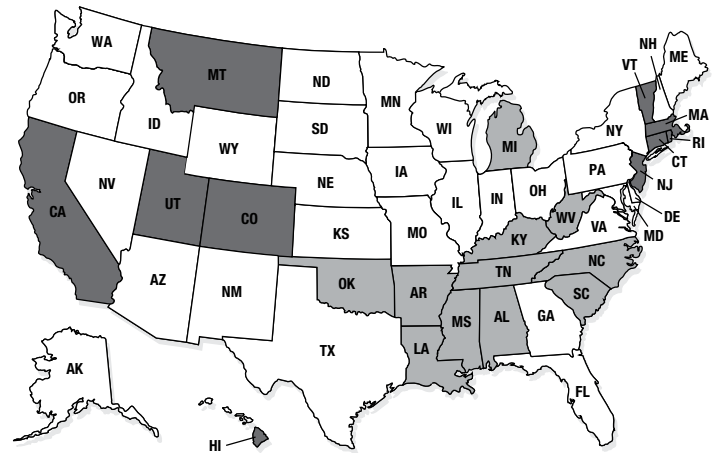 NH
ME
WA
VT
MT
ND
MN
OR
MA
ID
SD
WI
NY
RI
MI
WY
CT
IA
PA
NE
NJ
NV
OH
IL
IN
UT
CA
CO
DE
WV
VA
KS
MO
MD
KY
NC
TN
AZ
OK
NM
AR
SC
MS
AL
GA
LA
TX
AK
FL
HI